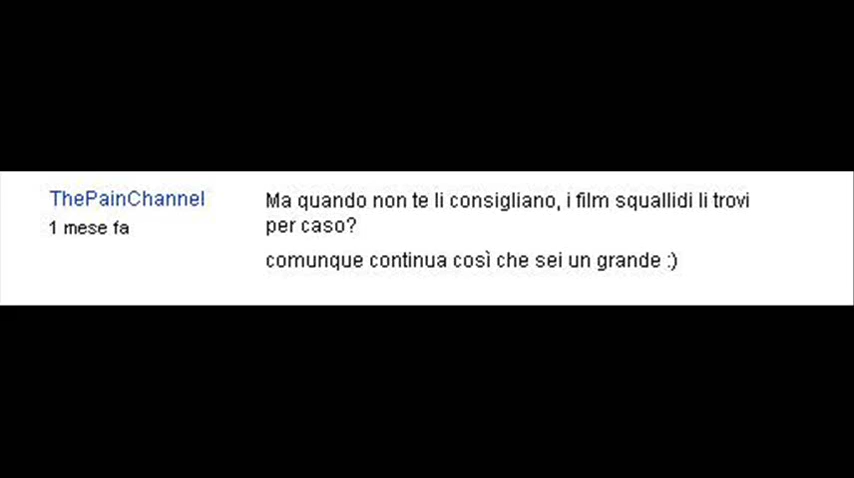 ThePainChannel
1 mese fa
Ma quando non te li consigliano, i film squallidi li trovi
per caso?
comunque continua così che sei un grande :)